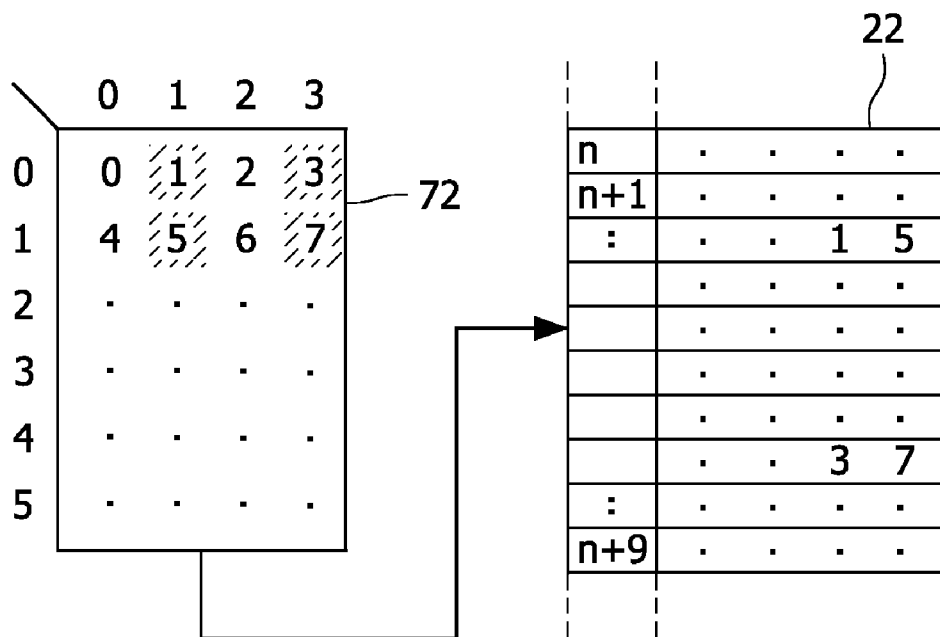 22
0 1 2 3
0 0 1 2 3
72
n . . . .
n+1 . . . .
1 4 5 6 7
: . . 1 5
2 . . . .
. . . .
. . . .
3 . . . .
. . . .
4 . . . .
. . . .
. . 3 7
5 . . . .
: . . . .
n+9 . . . .